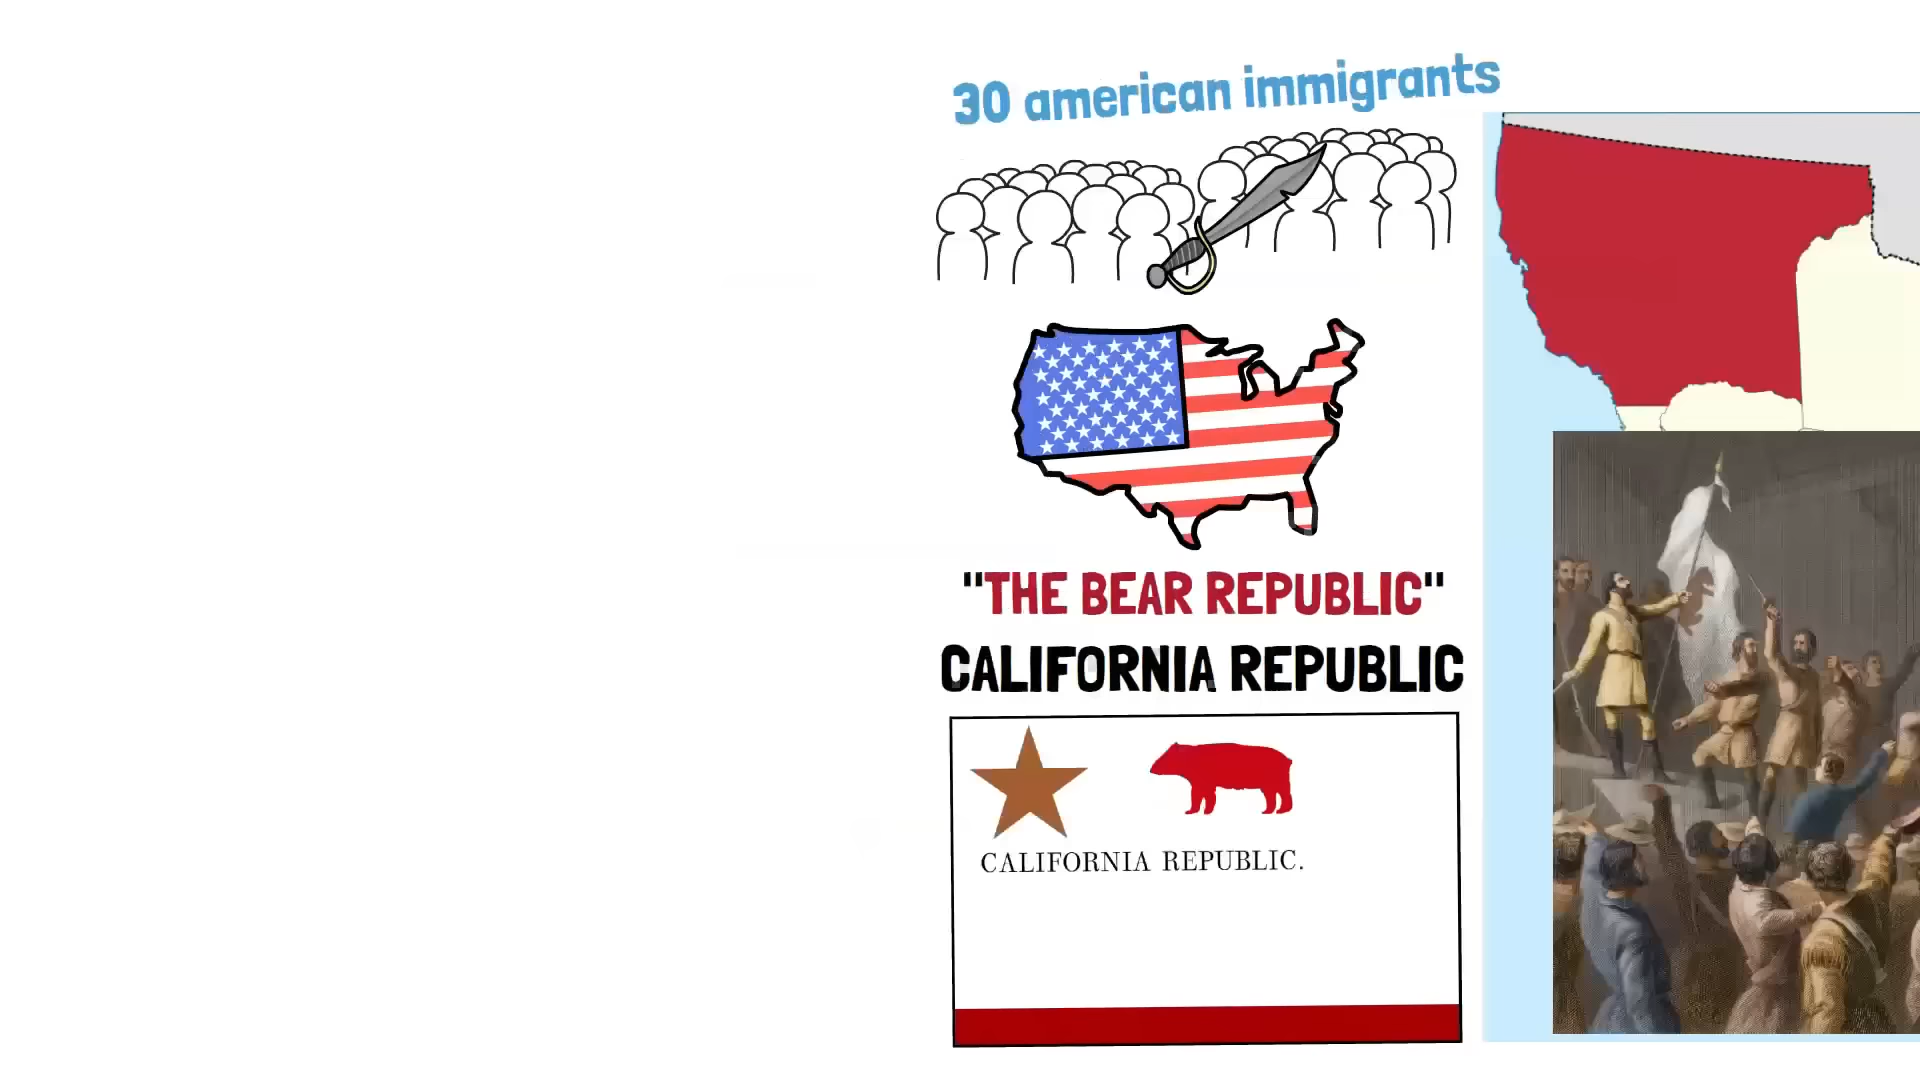 30 american immigrants
"THE BEAR REPUBLIC"
CALIFORNIA REPUBLIC
CALIFORNIA REPUBLIC.